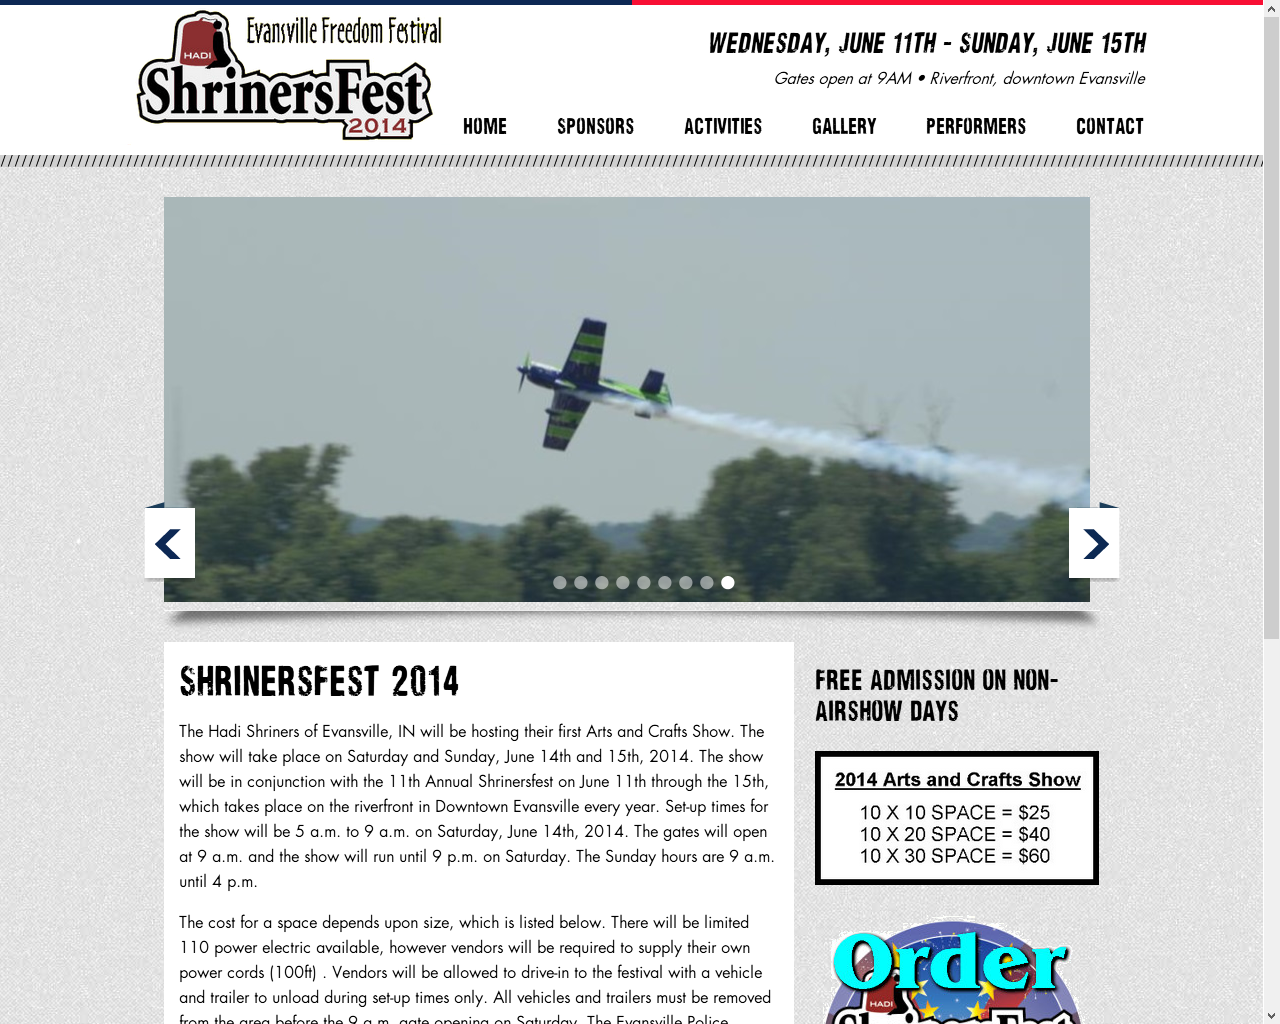 Evansville Freedom Festival
HADI
ShrinersFest
2014
WEDNESDAY, JUNE 11TH - SUNDAY, JUNE 15TH
Gates open at 9AM • Riverfront, downtown Evansville
HOME SPONSORS ACTIVITIES GALLERY PERFORMERS CONTACT
SHRINERSFEST 2014
The Hadi Shriners of Evansville, IN will be hosting their first Arts and Crafts Show. The
show will take place on Saturday and Sunday, June 14th and 15th, 2014. The show
will be in conjunction with the 11th Annual Shrinersfest on June 11th through the 15th,
which takes place on the riverfront in Downtown Evansville every year. Set-up times for
the show will be 5 a.m. to 9 a.m. on Saturday, June 14th, 2014. The gates will open
at 9 a.m. and the show will run until 9 p.m. on Saturday. The Sunday hours are 9 a.m.
until 4 p.m.
The cost for a space depends upon size, which is listed below. There will be limited
110 power electric available, however vendors will be required to supply their own
power cords (100ft) . Vendors will be allowed to drive-in to the festival with a vehicle
and trailer to unload during set-up times only. All vehicles and trailers must be removed
from the area before the 9 a.m. gate opening on Saturday. The Evansville Police
FREE ADMISSION ON NON-
AIRSHOW DAYS
2014 Arts and Crafts Show
10 X 10 SPACE = $25
10 X 20 SPACE = $40
10 X 30 SPACE = $60
Order
HADI
ShrinersFest